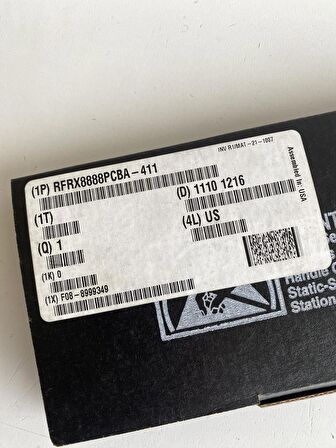 INV R1MAT-21-1007
(1P) RFRX8888PCBA-411
Assembled in: USA
(1T)
(D) 1110 1216
(Q) 1
(4L) US
(1K) 0
(1X) F08-8999349
Handle
Static-S
Station